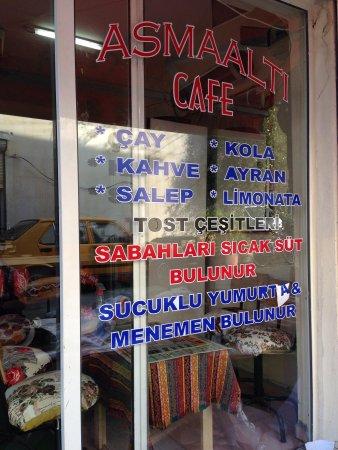 ASMAALTI
CAFE
* ÇAY
* KOLA
* KAHVE
* AYRAN
* SALEP
* LİMONATA
TOST ÇEŞİTLERİ
SABAHLARI SICAK SÜT
BULUNUR
SUCUKLU YUMURTA &
MENEMEN BULUNUR